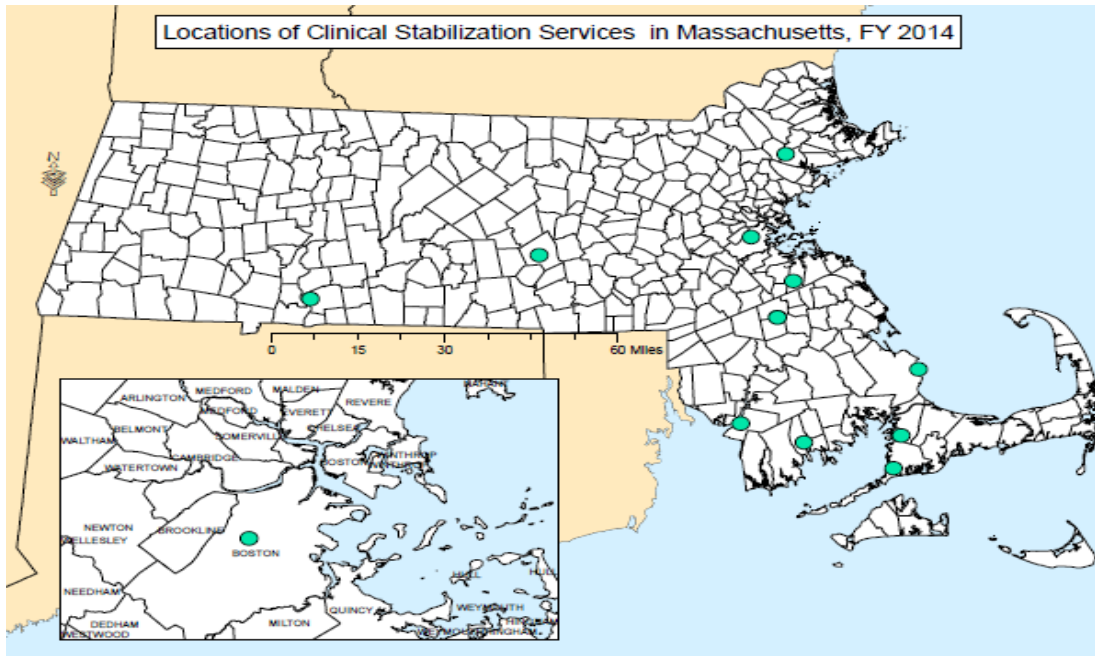 Locations of Clinical Stabilization Services in Massachusetts, FY 2014
N
0 15 30 60 Miles
MEDFORD
MALDEN
ARLINGTON
REVERE
MEDFORD
EVERETT
BELMONT
CHELSEA
WALTHAM
SOMERVILLE
CAMBRIDGE
BOSTON
WINTHROP
WATERTOWN
NEWTON
BROOKLINE
WELLESLEY
BOSTON
HULL
HULL
NEEDHAM
QUINCY
WEYMOUTH
DEDHAM
MILTON
WESTWOOD
HINGHAM